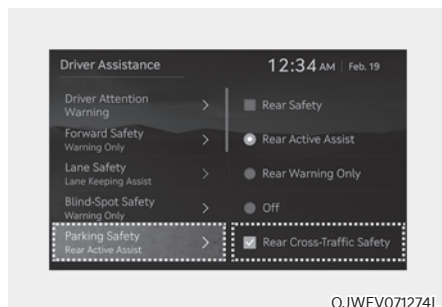 Driver Assistance
12:34 AM | Feb. 19
Driver Attention
Warning
Forward Safety
Warning Only
Lane Safety
Lane Keeping Assist
Blind-Spot Safety
Warning Only
Parking Safety
Rear Active Assist
Rear Safety
Rear Active Assist
Rear Warning Only
Off
Rear Cross-Traffic Safety
OJWEV071274L